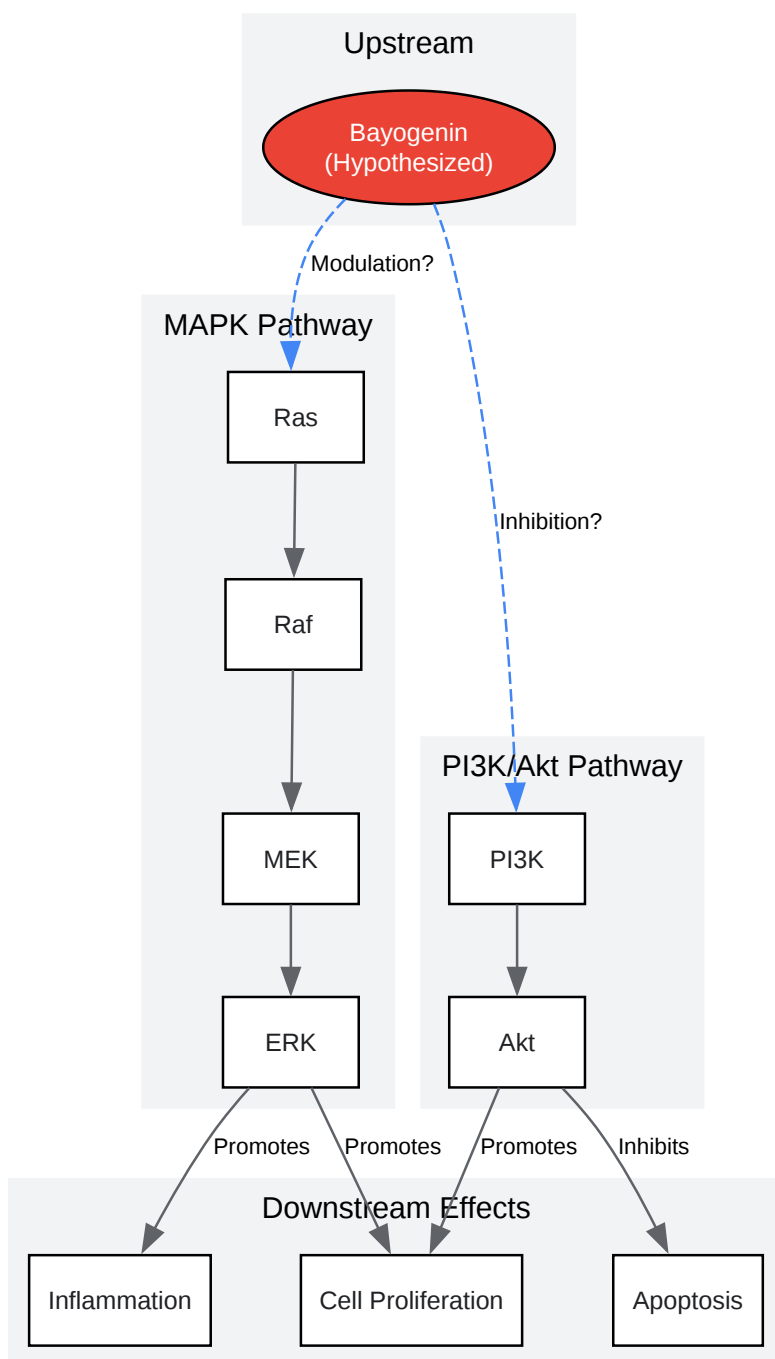 Upstream
Bayogenin
(Hypothesized)
Modulation?
MAPK Pathway
Ras
Inhibition?
Raf
PI3K/Akt Pathway
MEK
PI3K
ERK
Akt
Promotes
Promotes
Promotes
Inhibits
Downstream Effects
Inflammation
Cell Proliferation
Apoptosis